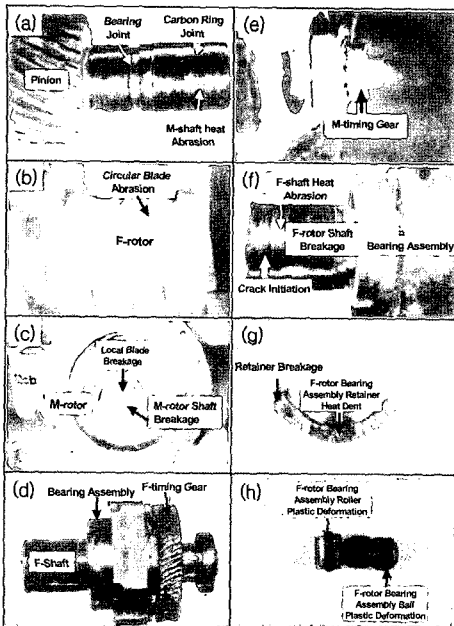 (a)
Bearing
Joint
Carbon Ring
Joint
Pinion
M-shaft heat
Abrasion
(b)
Circular Blade
Abrasion
F-rotor
(c)
Local Blade
Breakage
M-rotor
M-rotor Shaft
Breakage
(d)
Bearing Assembly
F-timing Gear
F-Shaft
(e)
M-timing Gear
(f)
F-shaft Heat
Abrasion
F-rotor Shaft
Breakage
Bearing Assembly
Crack Initiation
(g)
Retainer Breakage
F-rotor Bearing
Assembly Retainer
Heat Dent
(h)
F-rotor Bearing
Assembly Roller
Plastic Deformation
F-rotor Bearing
Assembly Ball
Plastic Deformation